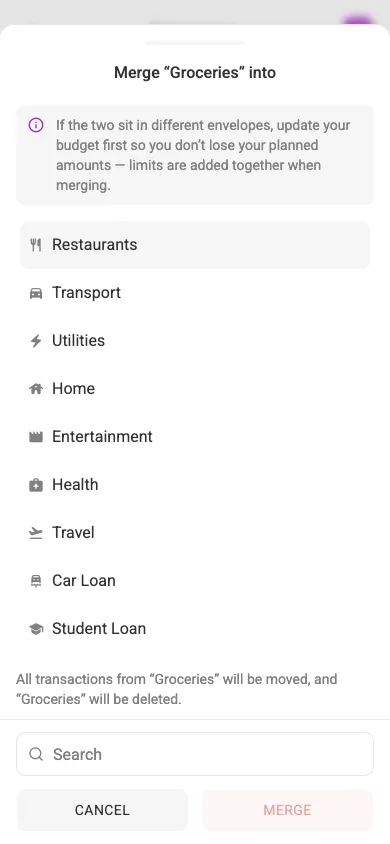 Merge “Groceries” into
If the two sit in different envelopes, update your
budget first so you don’t lose your planned
amounts — limits are added together when
merging.
Restaurants
Transport
Utilities
Home
Entertainment
Health
Travel
Car Loan
Student Loan
All transactions from “Groceries” will be moved, and
“Groceries” will be deleted.
Search
CANCEL
MERGE